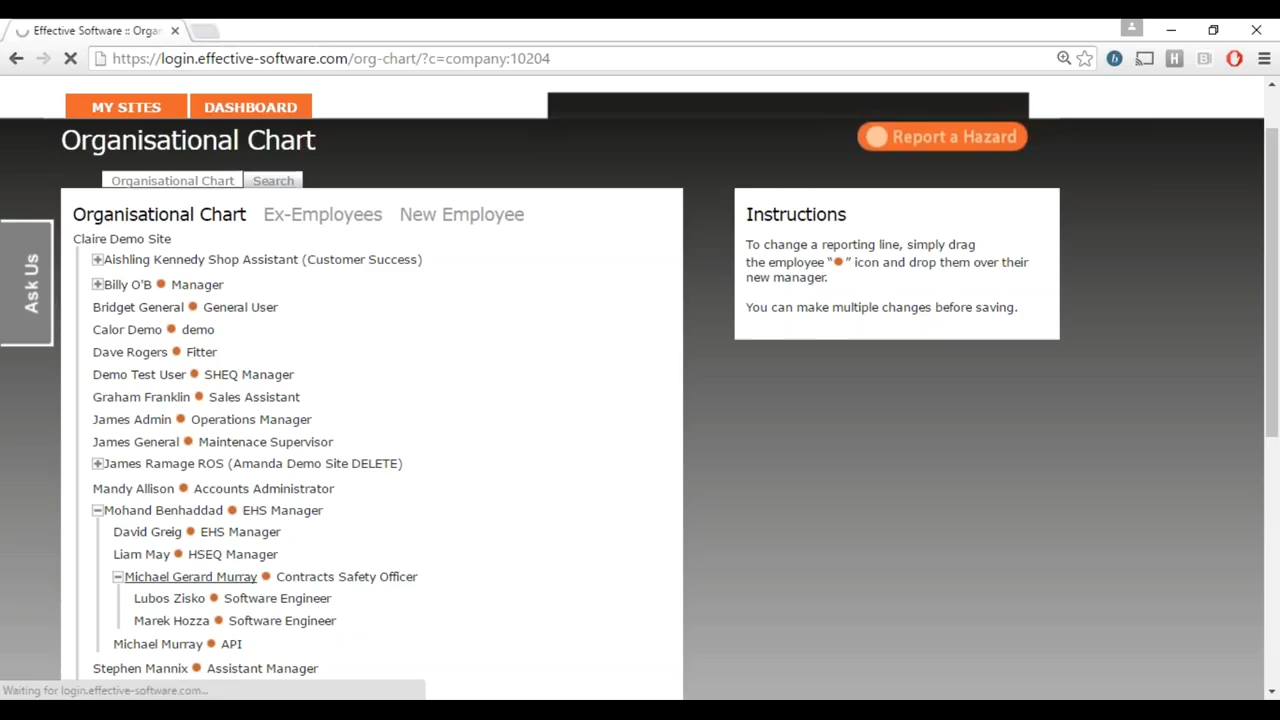 Effective Software :: Orga
https://login.effective-software.com/org-chart/?c=company:10204
MY SITES
DASHBOARD
Organisational Chart
Report a Hazard
Organisational Chart
Search
Ask Us
Organisational Chart
Ex-Employees
New Employee
Claire Demo Site
Aishling Kennedy Shop Assistant (Customer Success)
Billy O'B Manager
Bridget General General User
Calor Demo demo
Dave Rogers Fitter
Demo Test User SHEQ Manager
Graham Franklin Sales Assistant
James Admin Operations Manager
James General Maintenace Supervisor
James Ramage ROS (Amanda Demo Site DELETE)
Mandy Allison Accounts Administrator
Mohand Benhaddad EHS Manager
David Greig EHS Manager
Liam May HSEQ Manager
Michael Gerard Murray Contracts Safety Officer
Lubos Zisko Software Engineer
Marek Hozza Software Engineer
Michael Murray API
Stephen Mannix Assistant Manager
Instructions
To change a reporting line, simply drag
the employee “ ” icon and drop them over their
new manager.
You can make multiple changes before saving.
Waiting for login.effective-software.com...